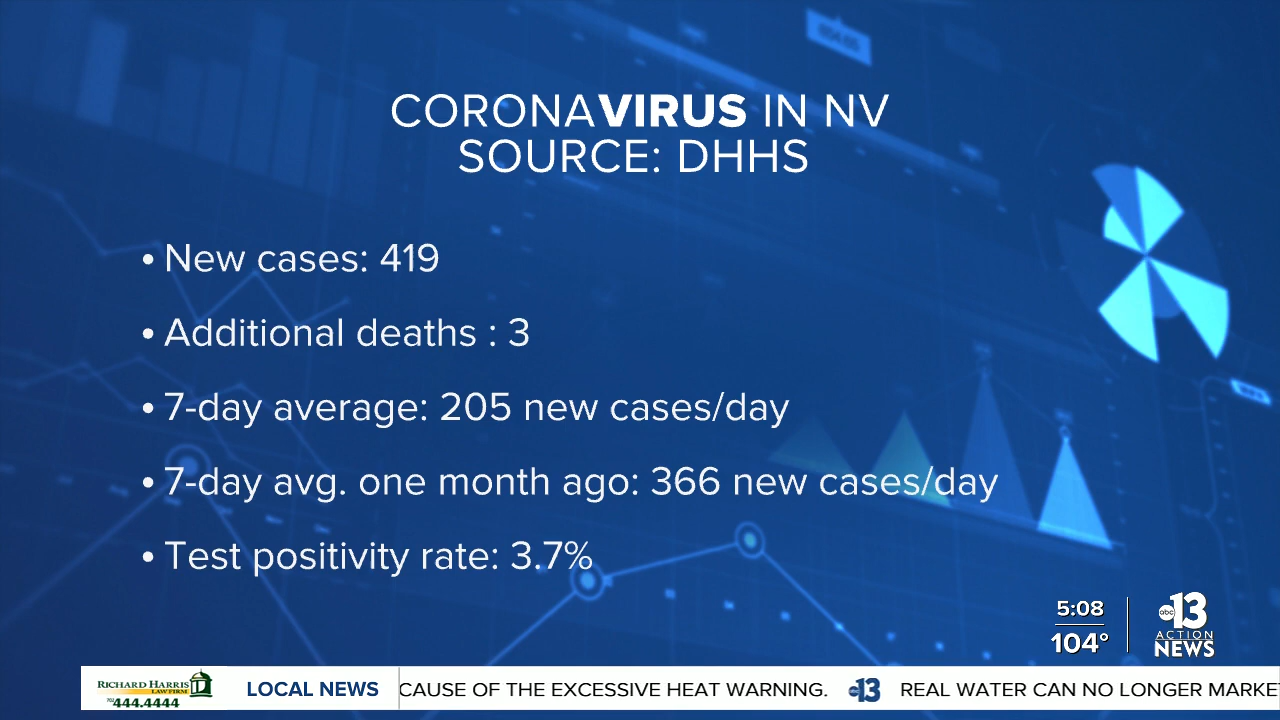 CORONAVIRUS IN NV
SOURCE: DHHS
• New cases: 419
• Additional deaths : 3
• 7-day average: 205 new cases/day
• 7-day avg. one month ago: 366 new cases/day
• Test positivity rate: 3.7%
5:08
104°
abc 13
ACTION
NEWS
RICHARD HARRIS
LAW FIRM
702 444.4444
LOCAL NEWS
CAUSE OF THE EXCESSIVE HEAT WARNING. 13 REAL WATER CAN NO LONGER MARKE